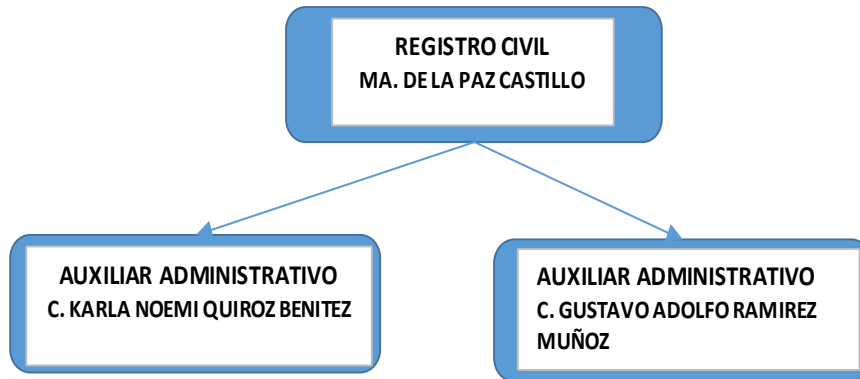 REGISTRO CIVIL
MA. DE LA PAZ CASTILLO
AUXILIAR ADMINISTRATIVO
C. KARLA NOEMI QUIROZ BENITEZ
AUXILIAR ADMINISTRATIVO
C. GUSTAVO ADOLFO RAMIREZ
MUÑOZ